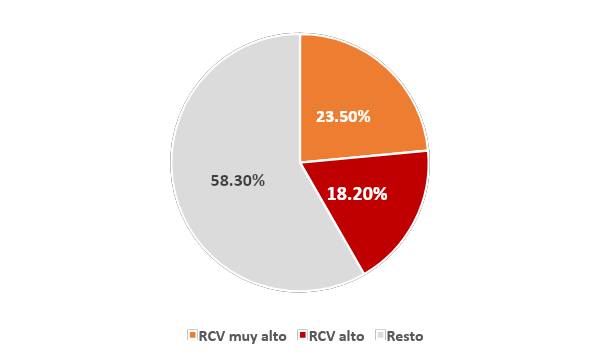 23.50%
18.20%
58.30%
RCV muy alto RCV alto Resto